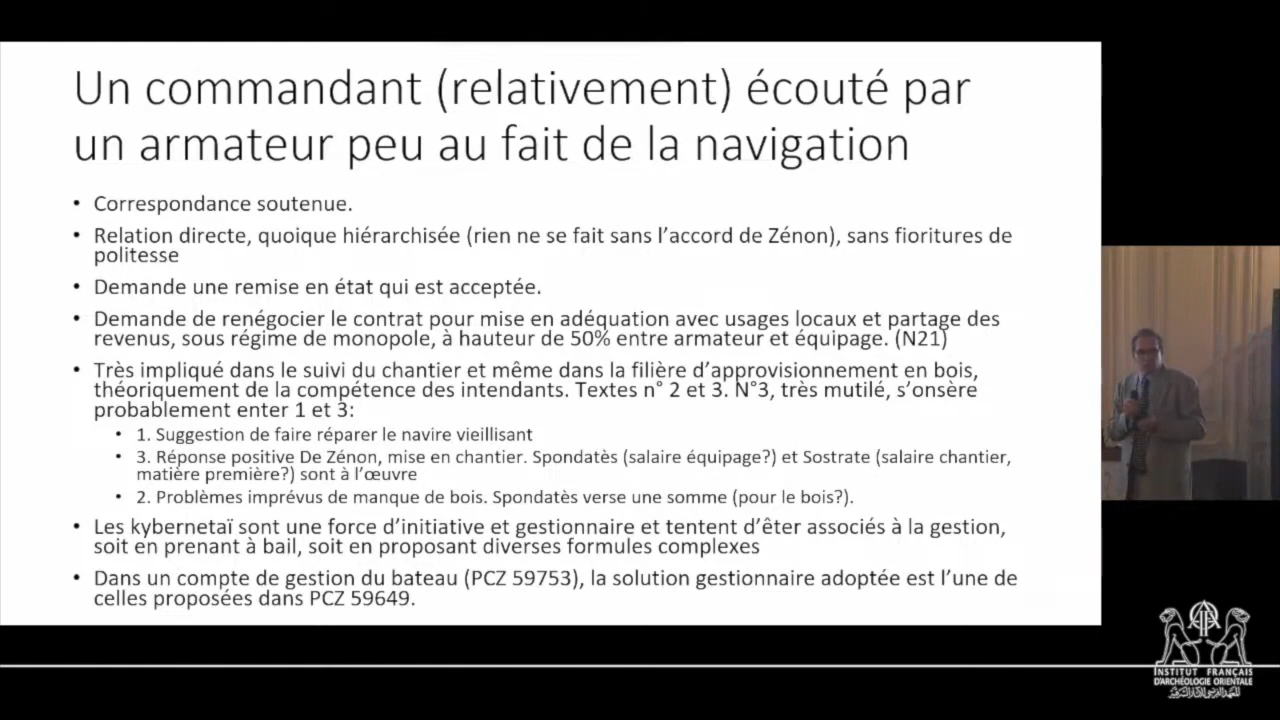 Un commandant (relativement) écouté par
un armateur peu au fait de la navigation
• Correspondance soutenue.
• Relation directe, quoique hiérarchisée (rien ne se fait sans l’accord de Zénon), sans fioritures de
politesse
• Demande une remise en état qui est acceptée.
• Demande de renégocier le contrat pour mise en adéquation avec usages locaux et partage des
revenus, sous régime de monopole, à hauteur de 50% entre armateur et équipage. (N21)
• Très impliqué dans le suivi du chantier et même dans la filière d’approvisionnement en bois,
théoriquement de la compétence des intendants. Textes n° 2 et 3. N°3, très mutilé, s’onsère
probablement enter 1 et 3:
• 1. Suggestion de faire réparer le navire vieillisant
• 3. Réponse positive De Zénon, mise en chantier. Spondatès (salaire équipage?) et Sostrate (salaire chantier,
matière première?) sont à l’œuvre
• 2. Problèmes imprévus de manque de bois. Spondatès verse une somme (pour le bois?).
• Les kybernetaï sont une force d’initiative et gestionnaire et tentent d’êter associés à la gestion,
soit en prenant à bail, soit en proposant diverses formules complexes
• Dans un compte de gestion du bateau (PCZ 59753), la solution gestionnaire adoptée est l’une de
celles proposées dans PCZ 59649.
INSTITUT FRANÇAIS
D'ARCHÉOLOGIE ORIENTALE